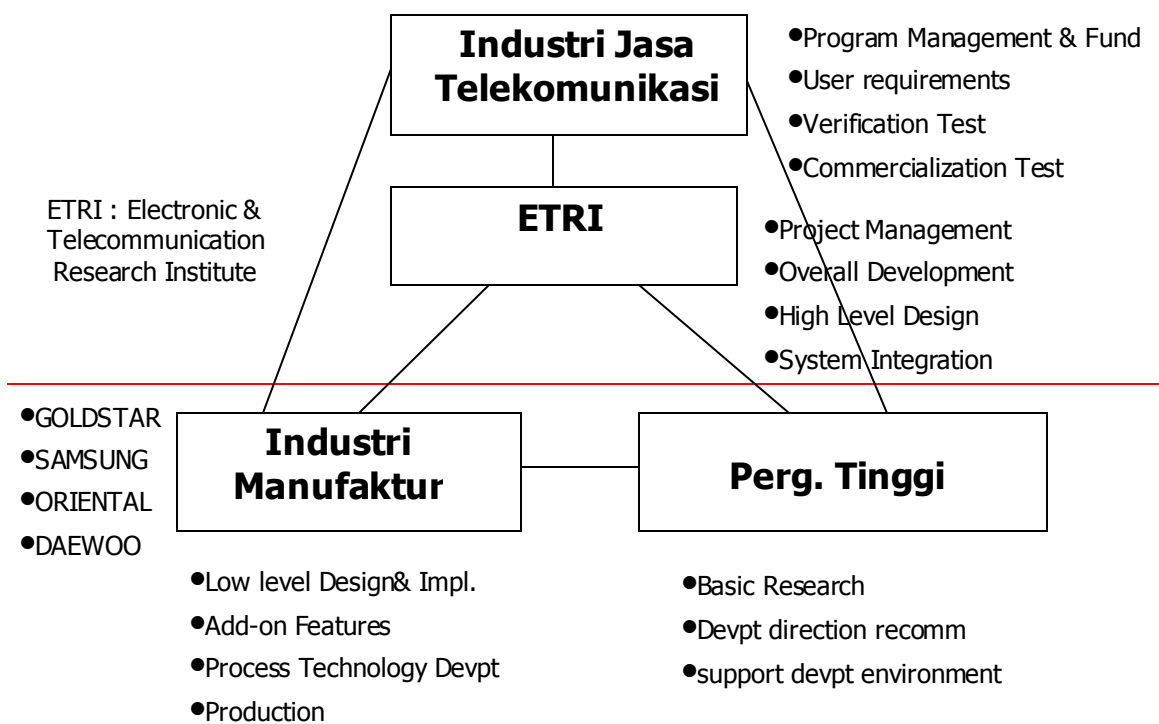 Industri Jasa
Telekomunikasi
●Program Management & Fund
●User requirements
●Verification Test
●Commercialization Test
ETRI : Electronic &
Telecommunication
Research Institute
ETRI
●Project Management
●Overall Development
●High Level Design
●System Integration
●GOLDSTAR
●SAMSUNG
●ORIENTAL
●DAEWOO
Industri
Manufaktur
Perg. Tinggi
●Low level Design& Impl.
●Add-on Features
●Process Technology Devpt
●Production
●Basic Research
●Devpt direction recomm
●support devpt environment